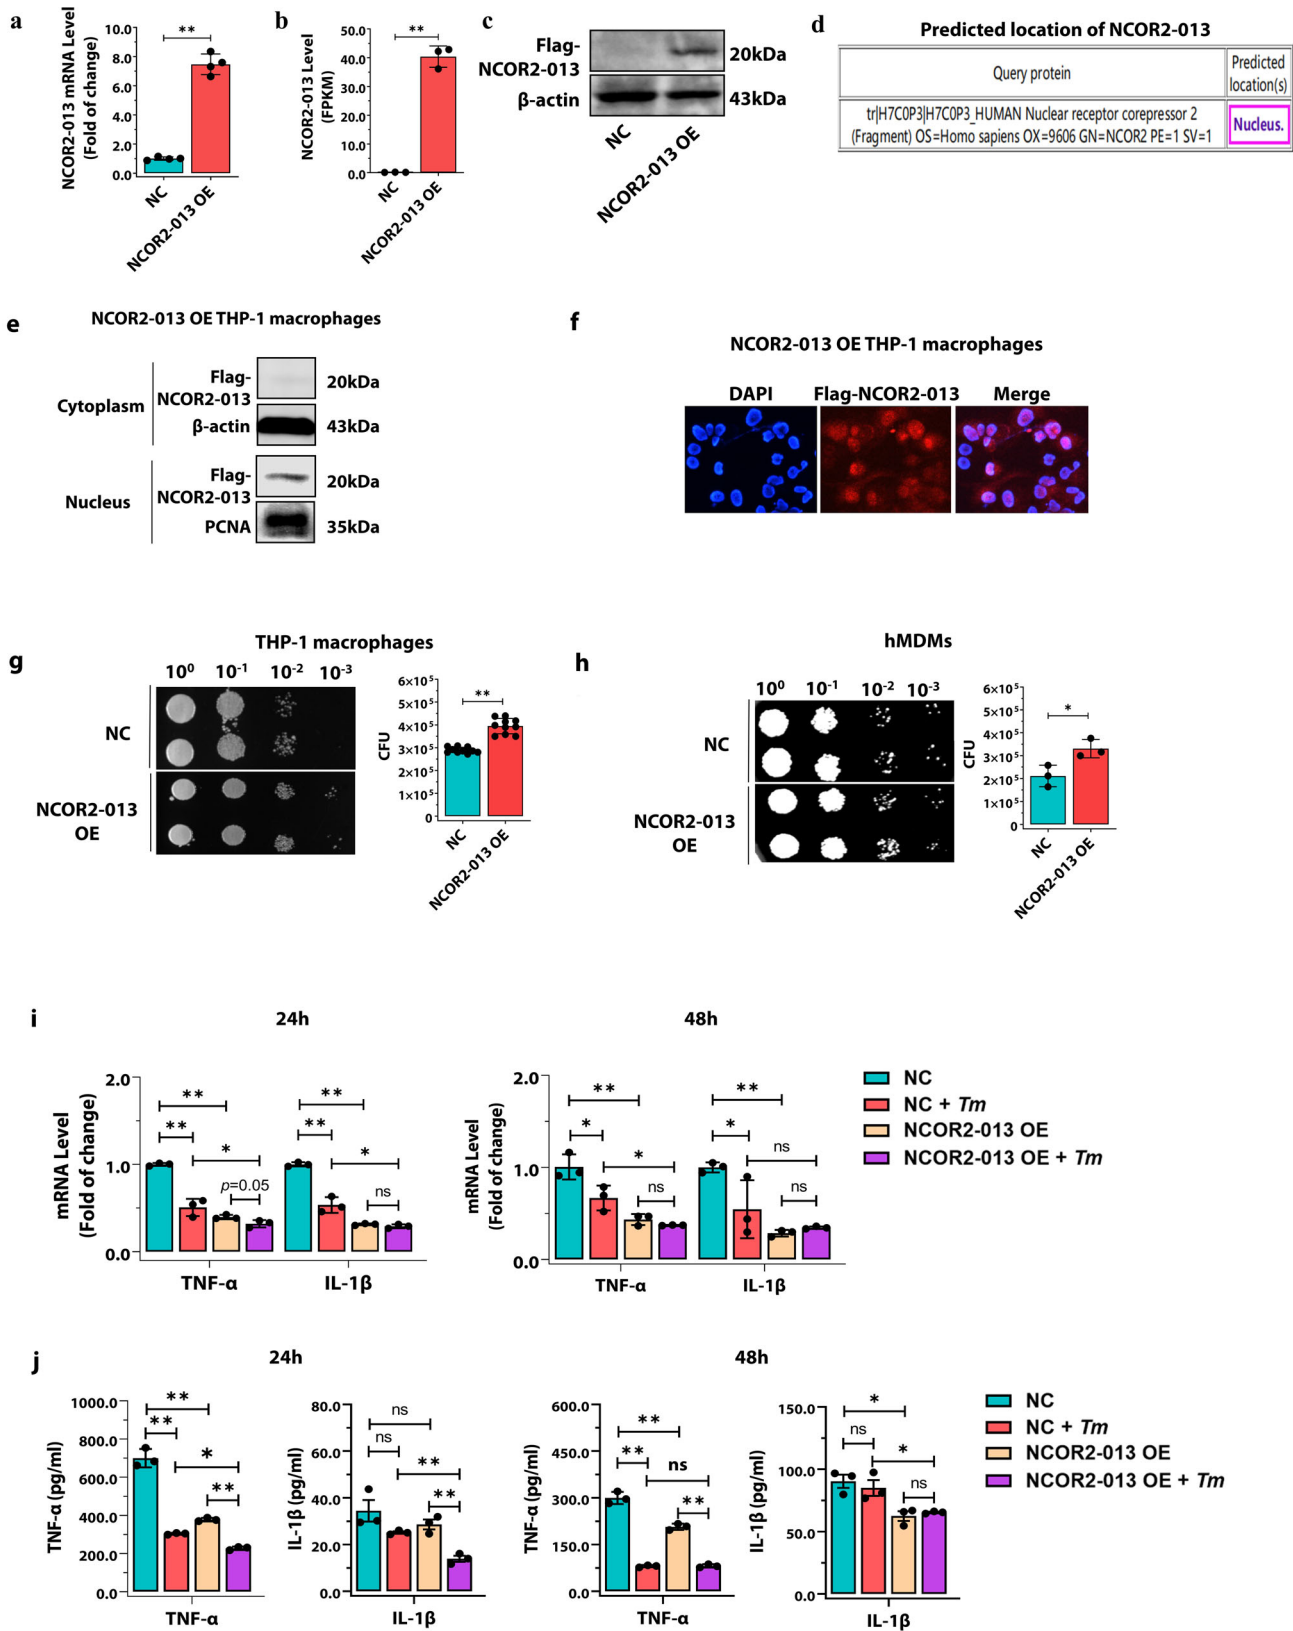 a
NCOR2-013 mRNA Level
(Fold of change)
10.0
8.0
6.0
4.0
2.0
0.0
**
NC
NCOR2-013 OE
b
NCOR2-013 Level
(FPKM)
50.0
40.0
30.0
20.0
10.0
0.0
**
NC
NCOR2-013 OE
c
Flag-
NCOR2-013
20kDa
β-actin
43kDa
NC
NCOR2-013 OE
d
Predicted location of NCOR2-013
Query protein
Predicted
location(s)
tr|H7C0P3|H7C0P3_HUMAN Nuclear receptor corepressor 2
(Fragment) OS=Homo sapiens OX=9606 GN=NCOR2 PE=1 SV=1
Nucleus.
e
NCOR2-013 OE THP-1 macrophages
Cytoplasm
Flag-
NCOR2-013
20kDa
β-actin
43kDa
Nucleus
Flag-
NCOR2-013
20kDa
PCNA
35kDa
f
NCOR2-013 OE THP-1 macrophages
DAPI
Flag-NCOR2-013
Merge
g
THP-1 macrophages
10⁰ 10⁻¹ 10⁻² 10⁻³
NC
NCOR2-013
OE
CFU
6×10⁵
5×10⁵
4×10⁵
3×10⁵
2×10⁵
1×10⁵
0
**
NC
NCOR2-013 OE
h
hMDMs
10⁰ 10⁻¹ 10⁻² 10⁻³
NC
NCOR2-013
OE
CFU
6×10⁵
5×10⁵
4×10⁵
3×10⁵
2×10⁵
1×10⁵
0
*
NC
NCOR2-013 OE
i
24h
mRNA Level
(Fold of change)
2.0
1.0
0.0
** **
** **
* *
p=0.05 ns
TNF-α IL-1β
48h
mRNA Level
(Fold of change)
2.0
1.0
0.0
** **
* * ns
*
ns ns
TNF-α IL-1β
NC
NC + Tm
NCOR2-013 OE
NCOR2-013 OE + Tm
j
24h
TNF-α (pg/ml)
1000.0
800.0
600.0
400.0
200.0
0.0
**
**
*
**
TNF-α
IL-1β (pg/ml)
80.0
60.0
40.0
20.0
0.0
ns
ns
**
**
IL-1β
48h
TNF-α (pg/ml)
600.0
450.0
300.0
150.0
0.0
**
**
ns
**
TNF-α
IL-1β (pg/ml)
150.0
100.0
50.0
0.0
*
ns
*
ns
IL-1β
NC
NC + Tm
NCOR2-013 OE
NCOR2-013 OE + Tm